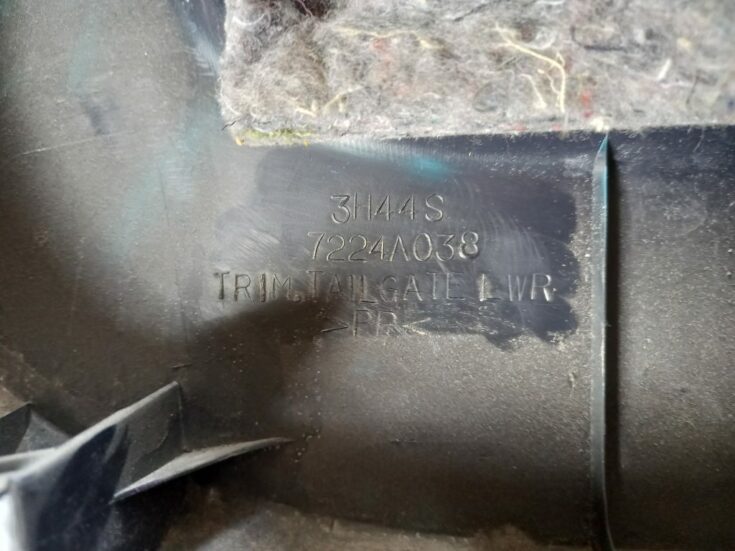 3H44S
7224A038
TRIM,TAILGATE LWR
>PP<